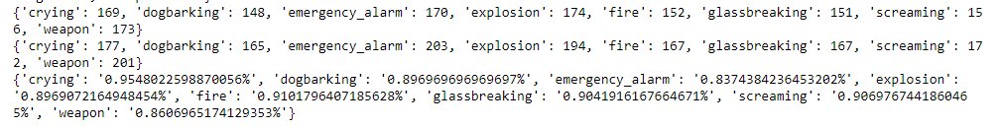 {'crying': 169, 'dogbarking': 148, 'emergency_alarm': 170, 'explosion': 174, 'fire': 152, 'glassbreaking': 151, 'screaming': 15
6, 'weapon': 173}
{'crying': 177, 'dogbarking': 165, 'emergency_alarm': 203, 'explosion': 194, 'fire': 167, 'glassbreaking': 167, 'screaming': 17
2, 'weapon': 201}
{'crying': '0.9548022598870056%', 'dogbarking': '0.896969696969697%', 'emergency_alarm': '0.8374384236453202%', 'explosion':
'0.8969072164948454%', 'fire': '0.9101796407185628%', 'glassbreaking': '0.9041916167664671%', 'screaming': '0.906976744186046
5%', 'weapon': '0.8606965174129353%'}